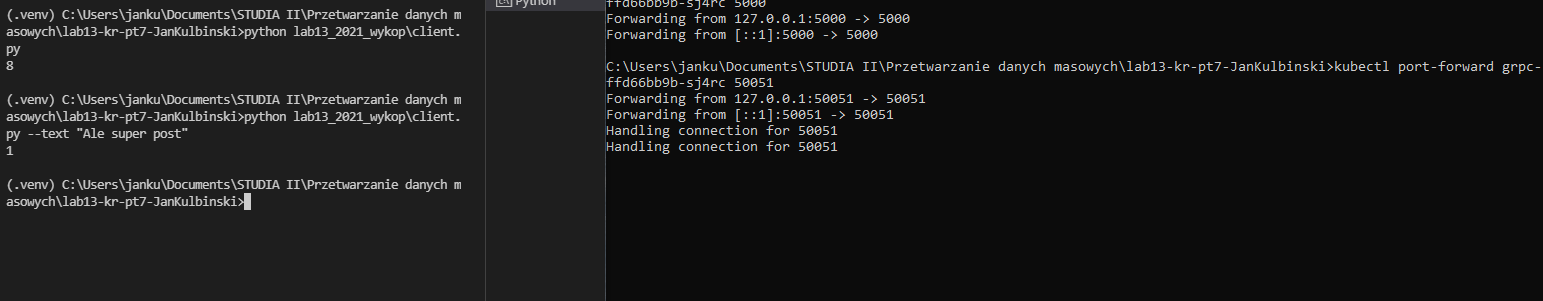 (.venv) C:\Users\janku\Documents\STUDIA II\Przetwarzanie danych m
asowych\lab13-kr-pt7-JanKulbinski>python lab13_2021_wykop\client.
py
8
(.venv) C:\Users\janku\Documents\STUDIA II\Przetwarzanie danych m
asowych\lab13-kr-pt7-JanKulbinski>python lab13_2021_wykop\client.
py --text "Ale super post"
1
(.venv) C:\Users\janku\Documents\STUDIA II\Przetwarzanie danych m
asowych\lab13-kr-pt7-JanKulbinski>
Python
ffd66bb9b-sj4rc 5000
Forwarding from 127.0.0.1:5000 -> 5000
Forwarding from [::1]:5000 -> 5000
C:\Users\janku\Documents\STUDIA II\Przetwarzanie danych masowych\lab13-kr-pt7-JanKulbinski>kubectl port-forward grpc-
ffd66bb9b-sj4rc 50051
Forwarding from 127.0.0.1:50051 -> 50051
Forwarding from [::1]:50051 -> 50051
Handling connection for 50051
Handling connection for 50051